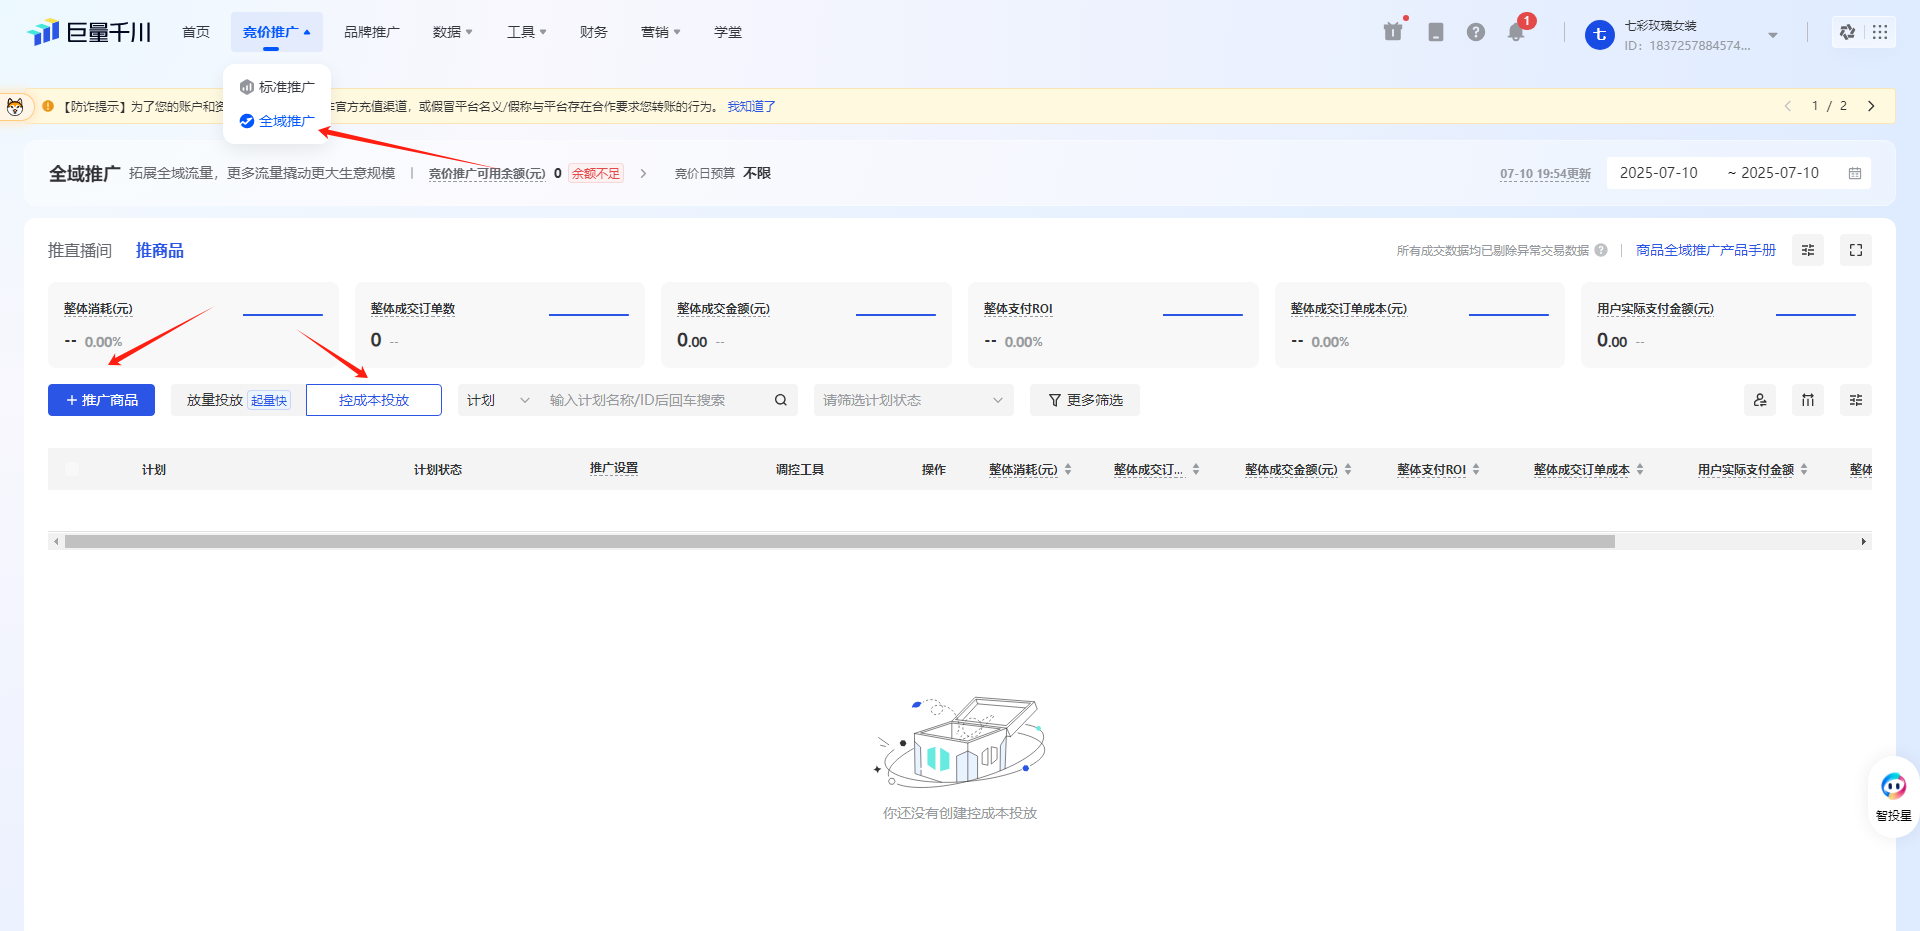 巨量千川
首页
竞价推广
品牌推广
数据
工具
财务
营销
学堂
1
七
七彩玫瑰女装
ID: 1837257884574...
标准推广
全域推广
【防诈提示】为了您的账户和资
官方充值渠道，或假冒平台名义/假称与平台存在合作要求您转账的行为。 我知道了
1 / 2
全域推广 拓展全域流量，更多流量撬动更大生意规模
竞价推广可用余额(元) 0 余额不足
竞价日预算 不限
07-10 19:54更新
2025-07-10 ~ 2025-07-10
推直播间 推商品
所有成交数据均已剔除异常交易数据
商品全域推广产品手册
整体消耗(元)
-- 0.00%
整体成交订单数
0 --
整体成交金额(元)
0.00 --
整体支付ROI
-- 0.00%
整体成交订单成本(元)
-- 0.00%
用户实际支付金额(元)
0.00 --
+ 推广商品
放量投放 起量快
控成本投放
计划
输入计划名称/ID后回车搜索
请筛选计划状态
更多筛选
计划 计划状态 推广设置 调控工具 操作 整体消耗(元) 整体成交订... 整体成交金额(元) 整体支付ROI 整体成交订单成本 用户实际支付金额 整体
你还没有创建控成本投放
智投星